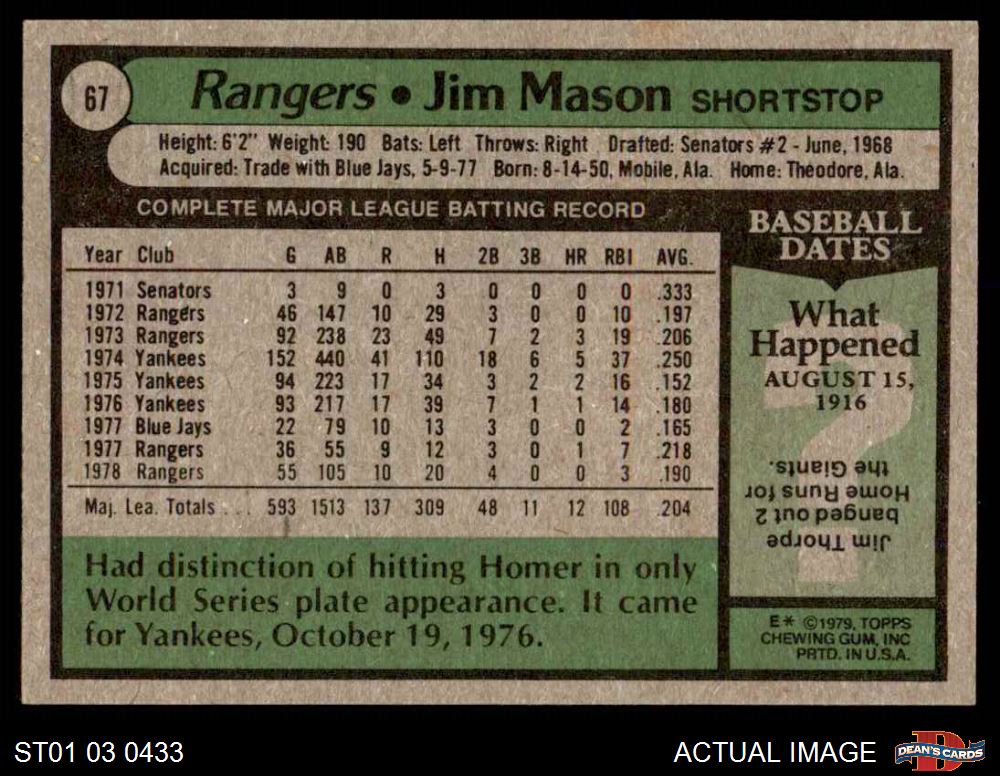 67
Rangers • Jim Mason SHORTSTOP
Height: 6'2" Weight: 190 Bats: Left Throws: Right Drafted: Senators #2 - June, 1968
Acquired: Trade with Blue Jays, 5-9-77 Born: 8-14-50, Mobile, Ala. Home: Theodore, Ala.
COMPLETE MAJOR LEAGUE BATTING RECORD
Year Club G AB R H 2B 3B HR RBI AVG.
1971 Senators 3 9 0 3 0 0 0 0 .333
1972 Rangers 46 147 10 29 3 0 0 10 .197
1973 Rangers 92 238 23 49 7 2 3 19 .206
1974 Yankees 152 440 41 110 18 6 5 37 .250
1975 Yankees 94 223 17 34 3 2 2 16 .152
1976 Yankees 93 217 17 39 7 1 1 14 .180
1977 Blue Jays 22 79 10 13 3 0 0 2 .165
1977 Rangers 36 55 9 12 3 0 1 7 .218
1978 Rangers 55 105 10 20 4 0 0 3 .190
Maj. Lea. Totals . . . 593 1513 137 309 48 11 12 108 .204
Had distinction of hitting Homer in only
World Series plate appearance. It came
for Yankees, October 19, 1976.
BASEBALL
DATES
What
Happened
AUGUST 15,
1916
Jim Thorpe
banged out 2
Home Runs for
the Giants.
E* ©1979, TOPPS
CHEWING GUM, INC
PRTD. IN U.S.A.
ST01 03 0433
ACTUAL IMAGE
DEAN'S CARDS